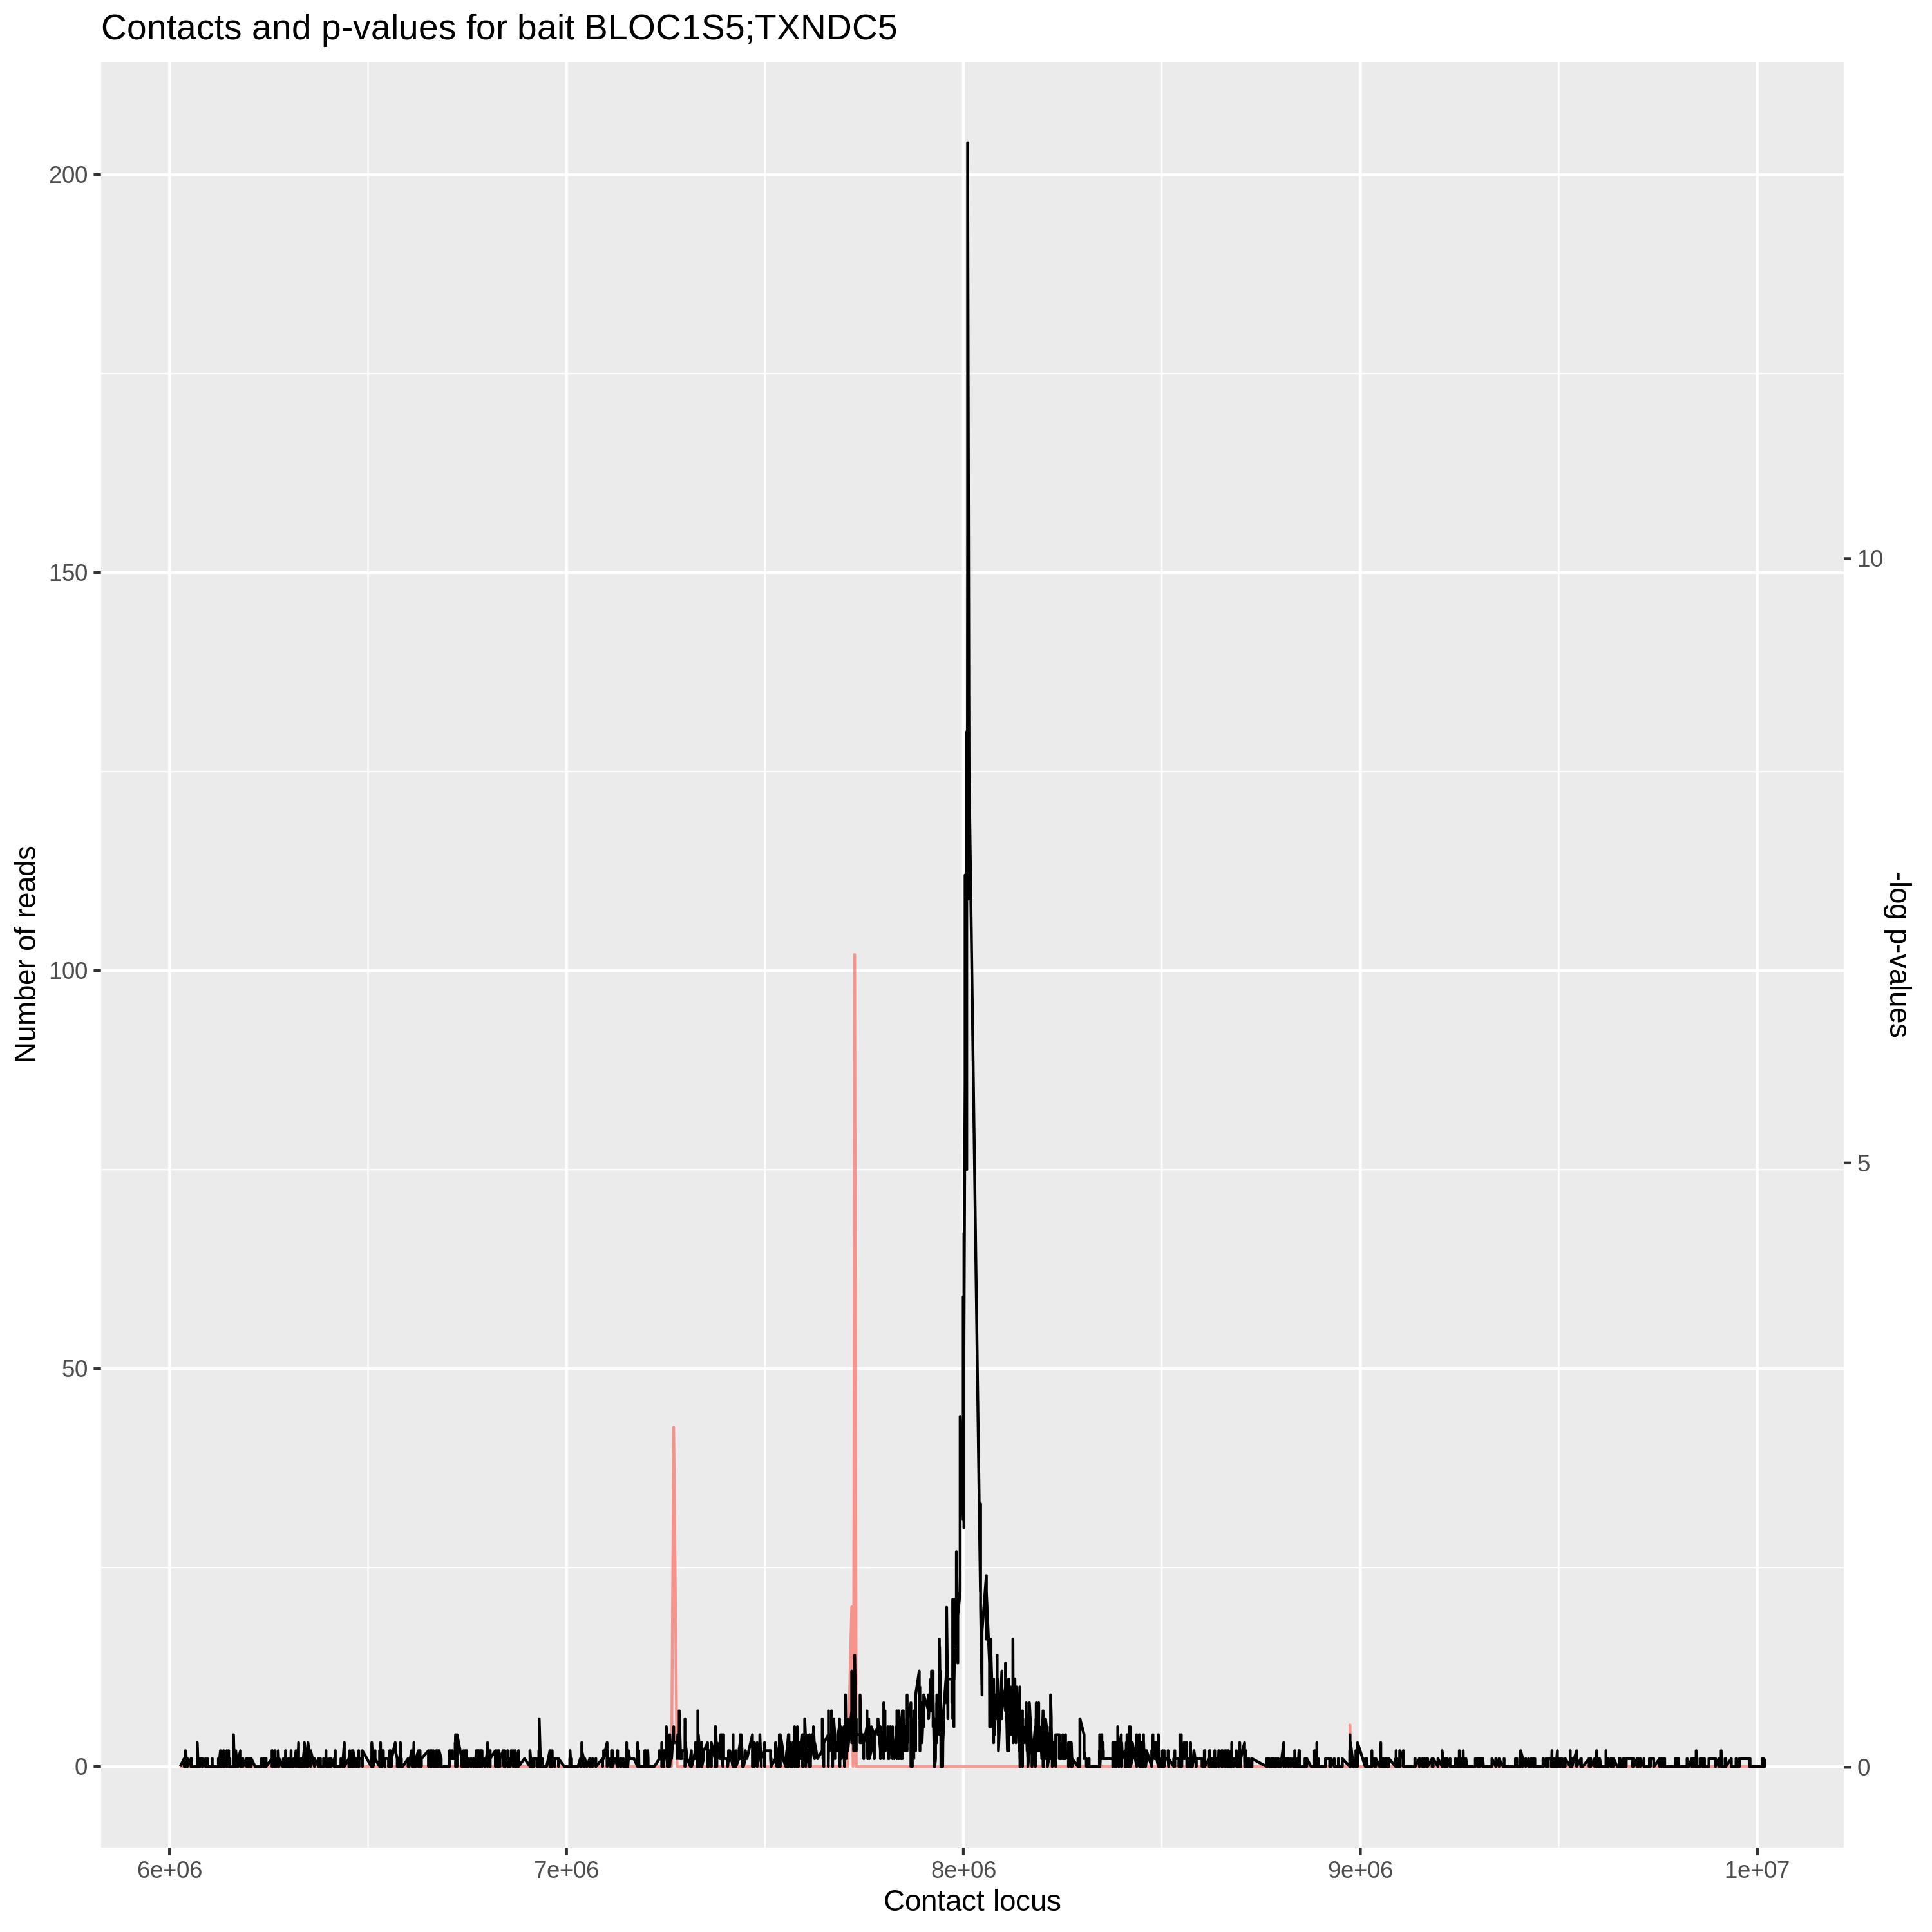 Contacts and p-values for bait BLOC1S5;TXNDC5
200
150
100
50
0
Number of reads
10
5
0
-log p-values
6e+06
7e+06
8e+06
9e+06
1e+07
Contact locus